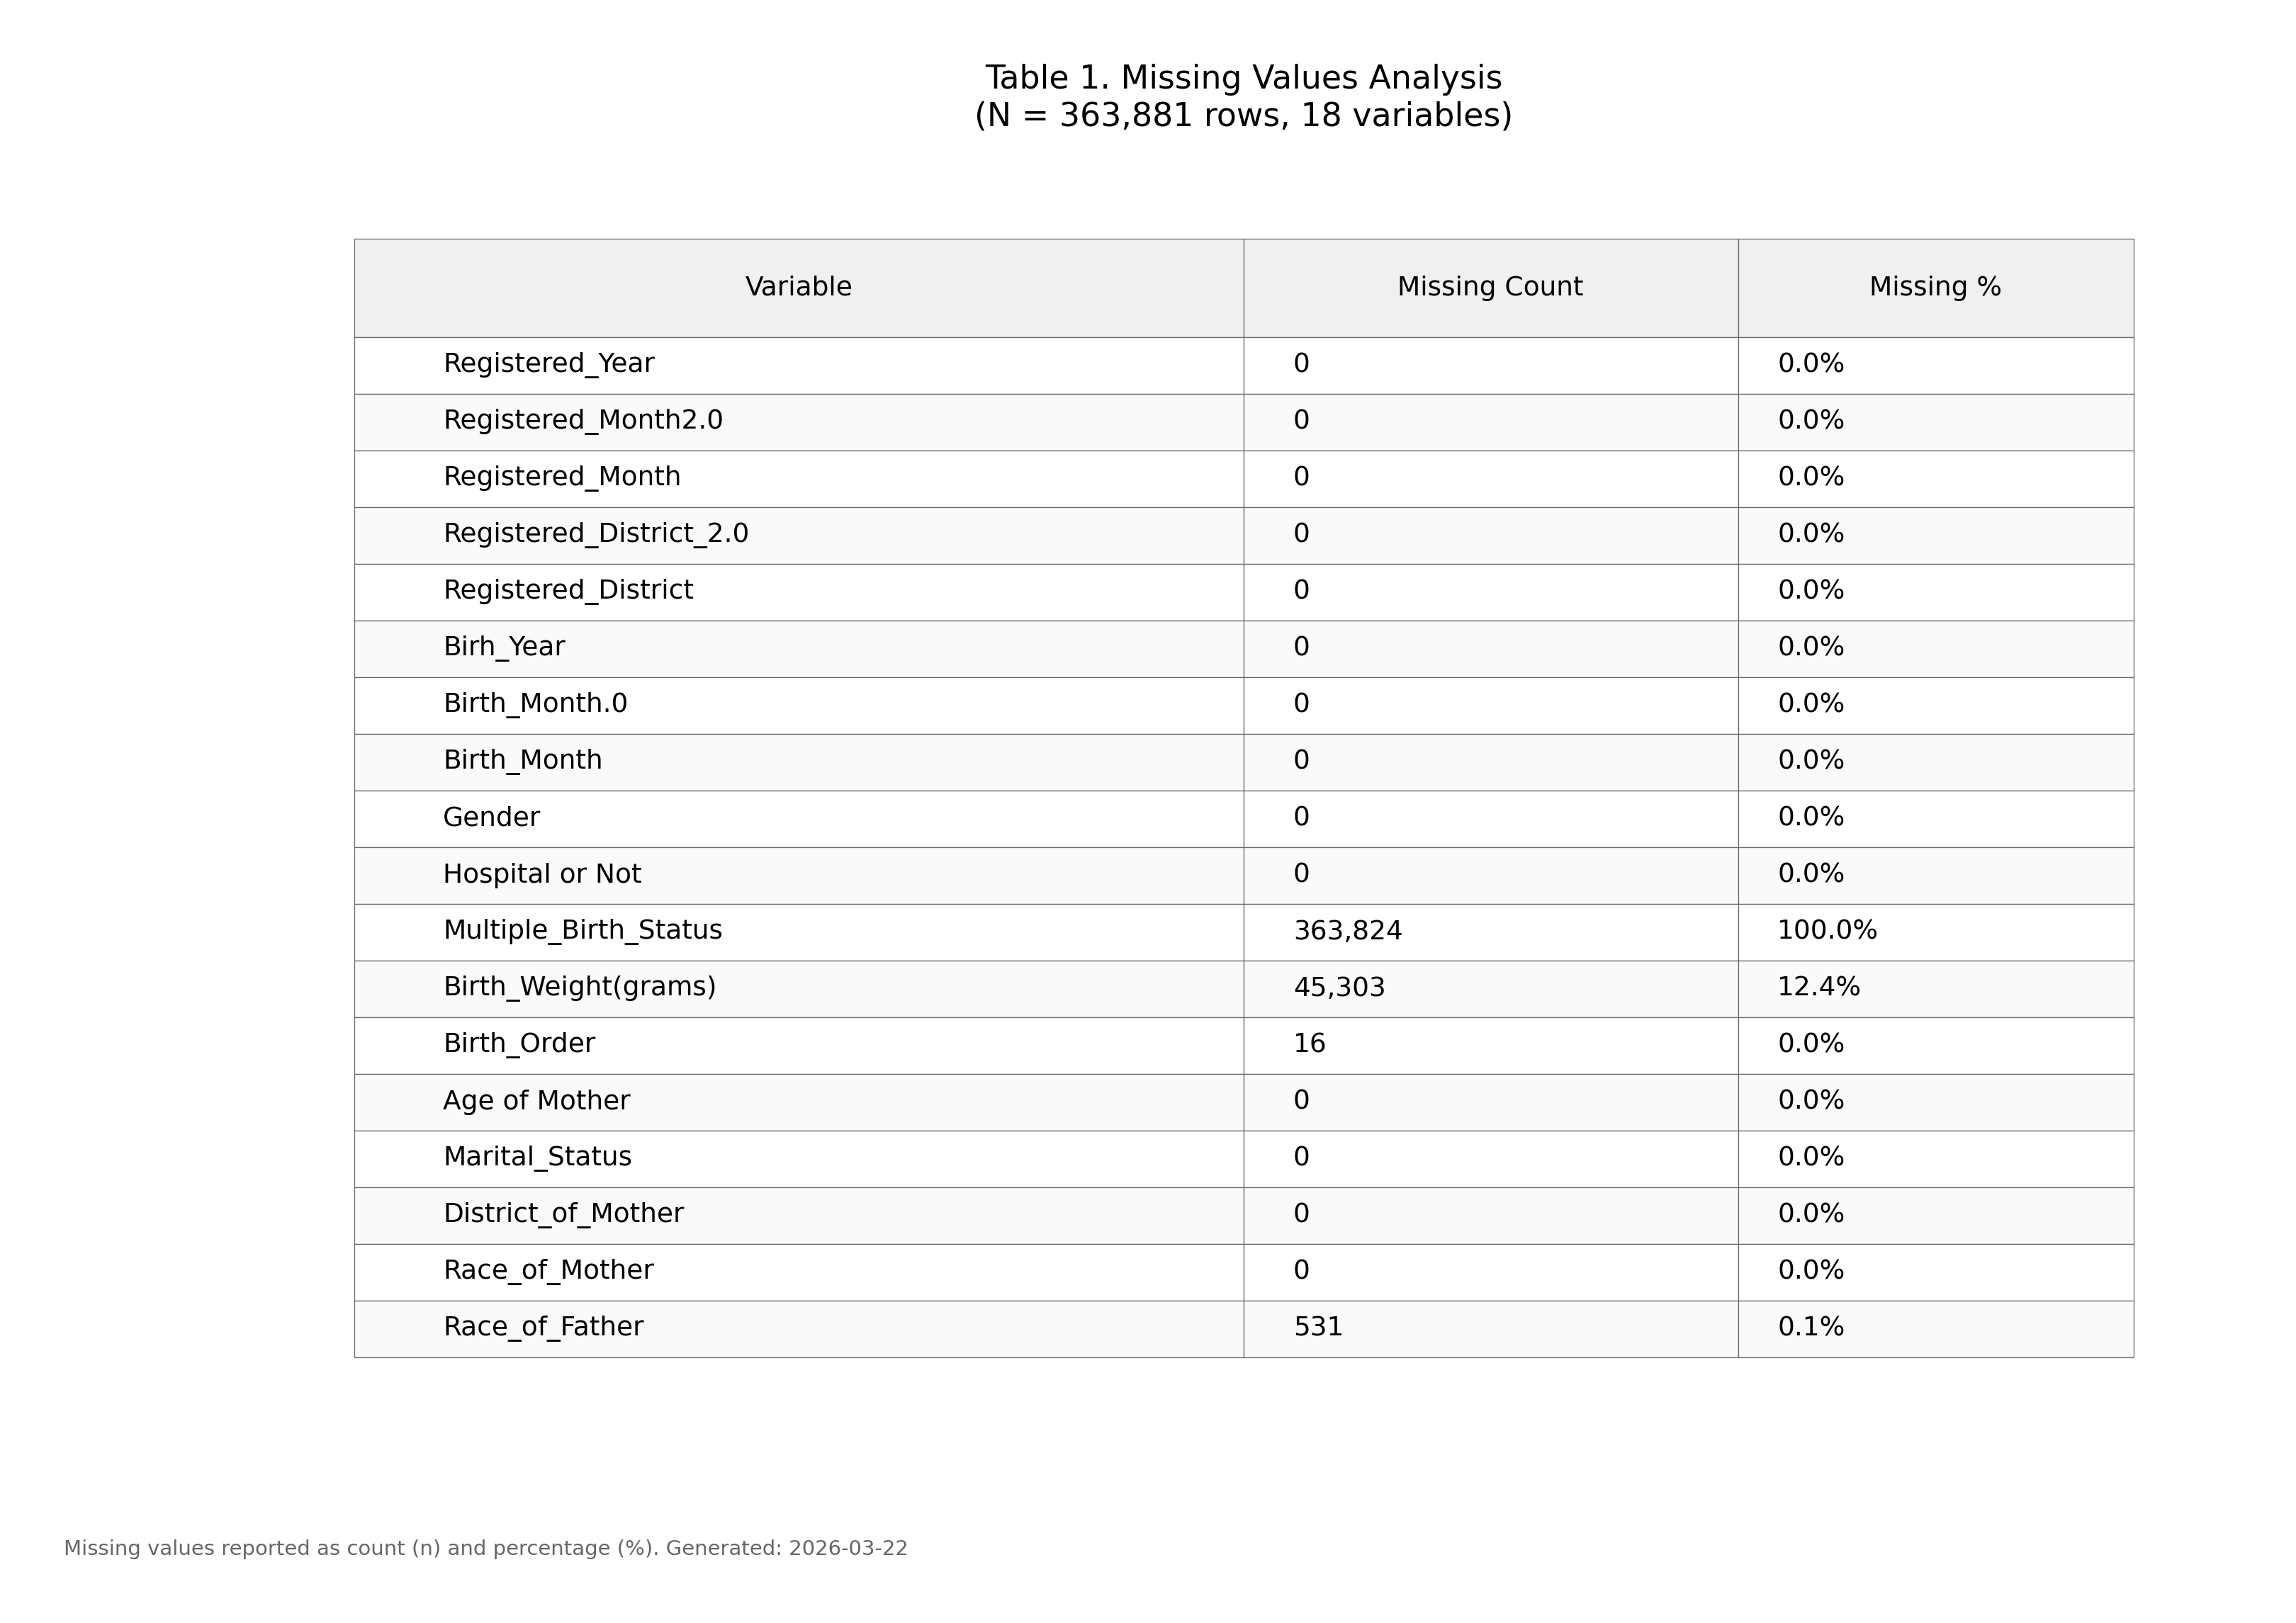 Table 1. Missing Values Analysis
(N = 363,881 rows, 18 variables)
Variable Missing Count Missing %
Registered_Year 0 0.0%
Registered_Month2.0 0 0.0%
Registered_Month 0 0.0%
Registered_District_2.0 0 0.0%
Registered_District 0 0.0%
Birh_Year 0 0.0%
Birth_Month.0 0 0.0%
Birth_Month 0 0.0%
Gender 0 0.0%
Hospital or Not 0 0.0%
Multiple_Birth_Status 363,824 100.0%
Birth_Weight(grams) 45,303 12.4%
Birth_Order 16 0.0%
Age of Mother 0 0.0%
Marital_Status 0 0.0%
District_of_Mother 0 0.0%
Race_of_Mother 0 0.0%
Race_of_Father 531 0.1%
Missing values reported as count (n) and percentage (%). Generated: 2026-03-22